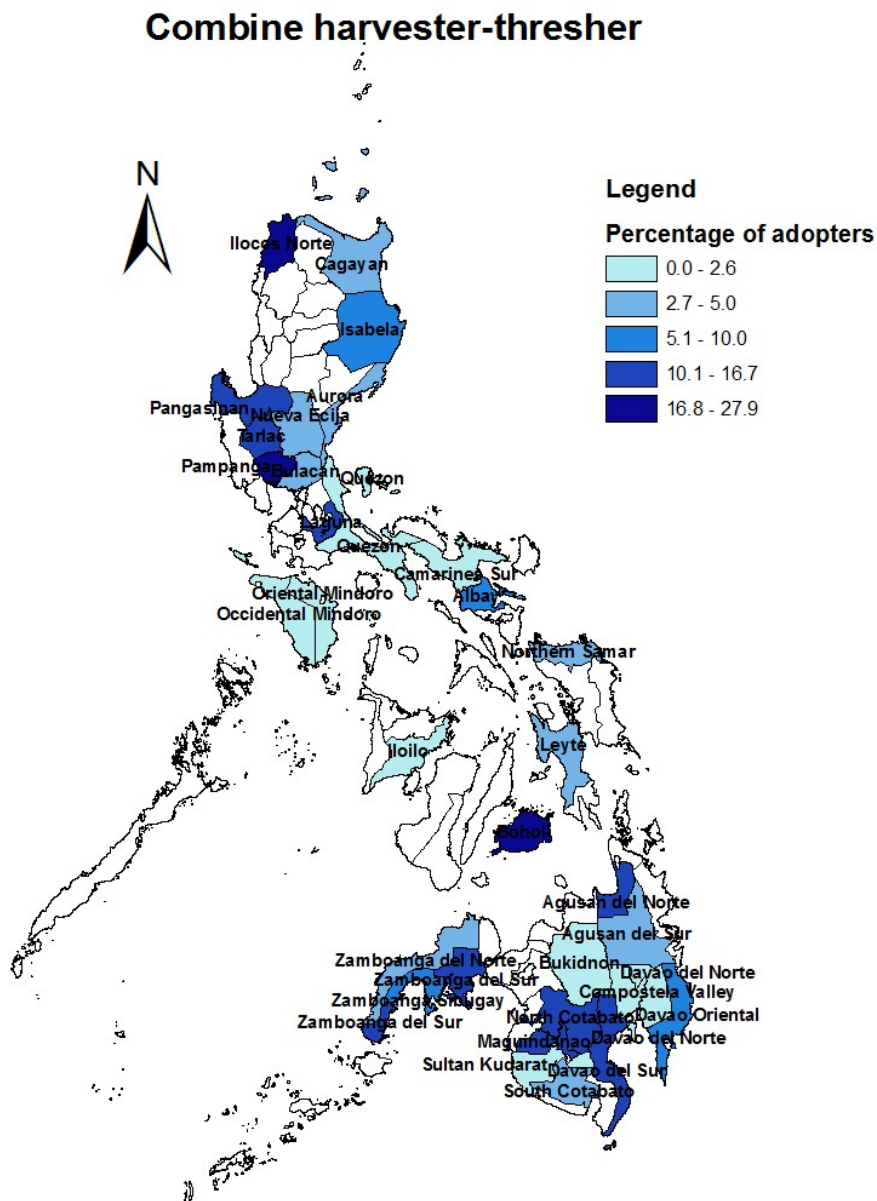 Combine harvester-thresher
N
Legend
Percentage of adopters
0.0 - 2.6
2.7 - 5.0
5.1 - 10.0
10.1 - 16.7
16.8 - 27.9
Ilocos Norte
Cagayan
Isabela
Aurora
Pangasinan
Nueva Ecija
Tarlac
Pampanga
Bulacan
Quezon
Laguna
Quezon
Camarines Sur
Albay
Oriental Mindoro
Occidental Mindoro
Northern Samar
Iloilo
Leyte
Bohol
Agusan del Norte
Agusan del Sur
Bukidnon
Zamboanga del Norte
Davao del Norte
Zamboanga del Sur
Compostela Valley
Zamboanga Sibugay
Davao Oriental
North Cotabato
Zamboanga del Sur
Maguindanao
Davao del Norte
Sultan Kudarat
Davao del Sur
South Cotabato